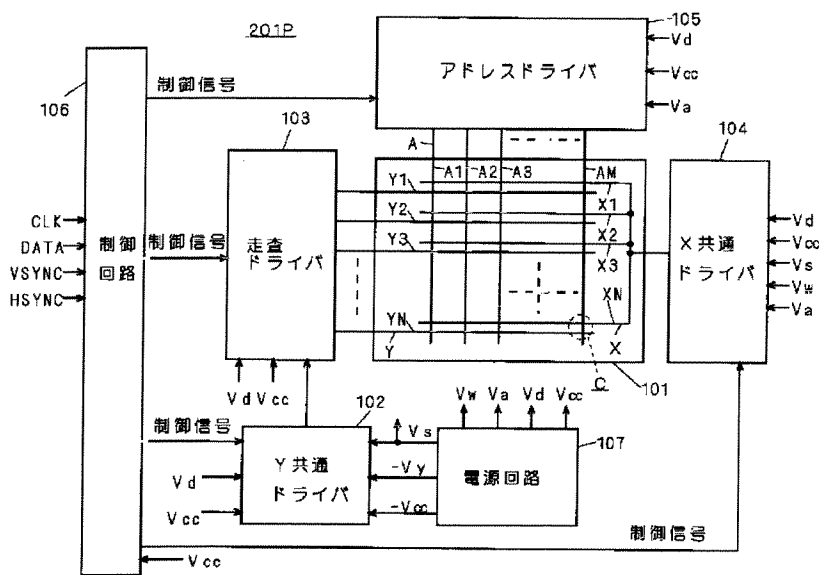 201P
105
アドレスドライバ
Vd
Vcc
Va
106
制御信号
103
104
A
A1
A2
A3
AM
Y1
X1
Y2
X2
Y3
X3
YN
XN
Y
X
CLK
DATA
VSYNC
HSYNC
制御
回路
制御信号
走査
ドライバ
X共通
ドライバ
Vd
Vcc
Vs
Vw
Va
C
101
Vd
Vcc
102
Vw
Va
Vd
Vcc
制御信号
Vs
107
Y共通
ドライバ
-Vy
電源回路
Vd
Vcc
-Vcc
制御信号
Vcc